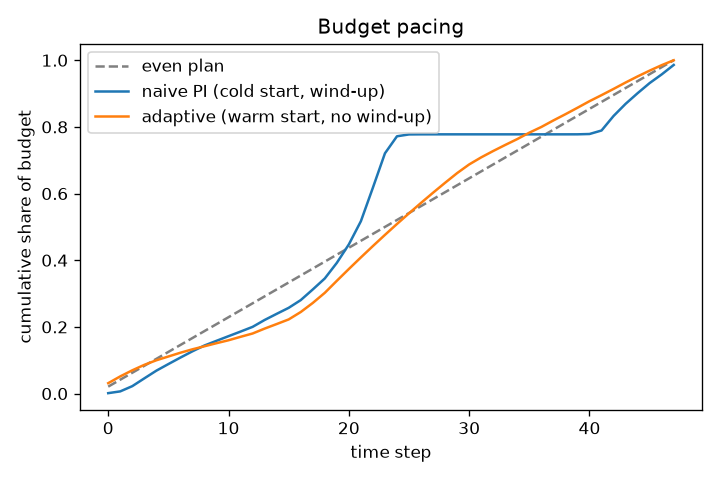 Budget pacing
even plan
naive PI (cold start, wind-up)
adaptive (warm start, no wind-up)
cumulative share of budget
1.0
0.8
0.6
0.4
0.2
0.0
0 10 20 30 40
time step